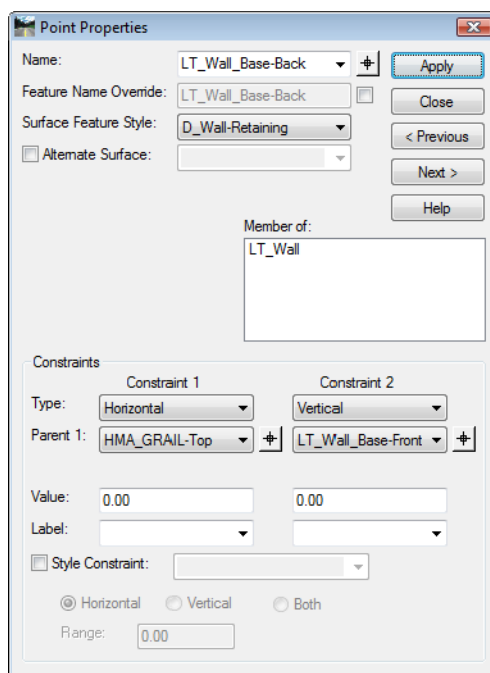 Point Properties
Name: LT_Wall_Base-Back Apply
Feature Name Override: LT_Wall_Base-Back Close
Surface Feature Style: D_Wall-Retaining < Previous
Alternate Surface: Next >
Help
Member of:
LT_Wall
Constraints
Constraint 1 Constraint 2
Type: Horizontal Vertical
Parent 1: HMA_GRAIL-Top LT_Wall_Base-Front
Value: 0.00 0.00
Label:
Style Constraint:
Horizontal Vertical Both
Range: 0.00